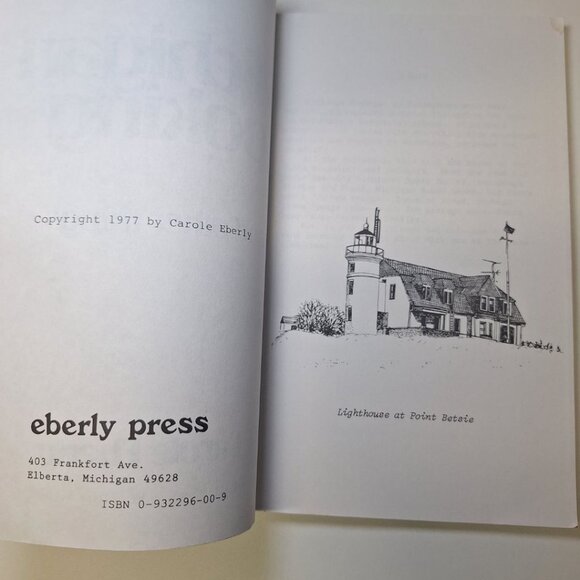 Copyright 1977 by Carole Eberly
eberly press
403 Frankfort Ave.
Elberta, Michigan 49628
ISBN 0-932296-00-9
Lighthouse at Point Betsie